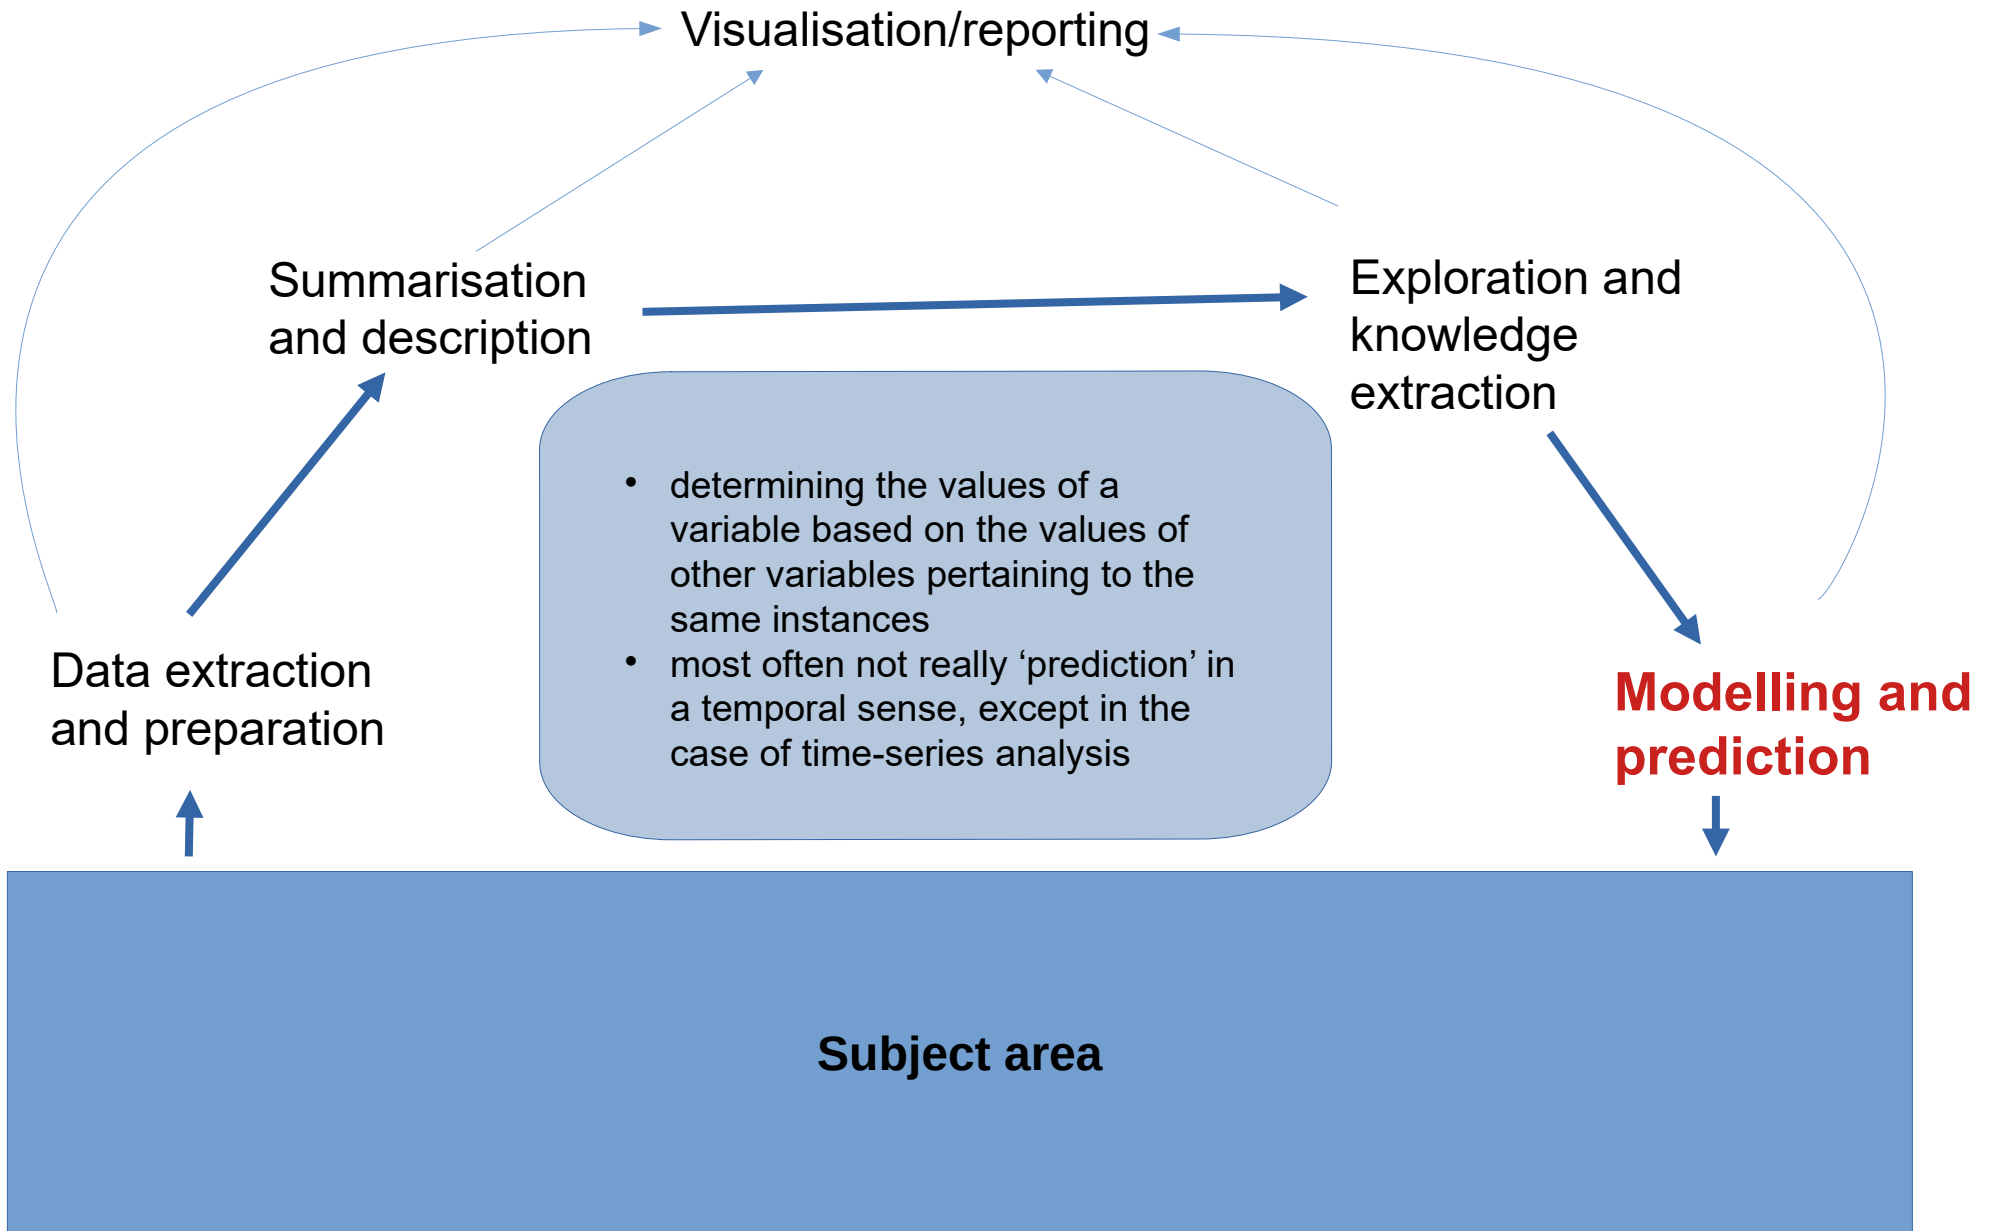 Visualisation/reporting
Summarisation
and description
Exploration and
knowledge
extraction
• determining the values of a
variable based on the values of
other variables pertaining to the
same instances
• most often not really ‘prediction’ in
a temporal sense, except in the
case of time-series analysis
Data extraction
and preparation
Modelling and
prediction
Subject area